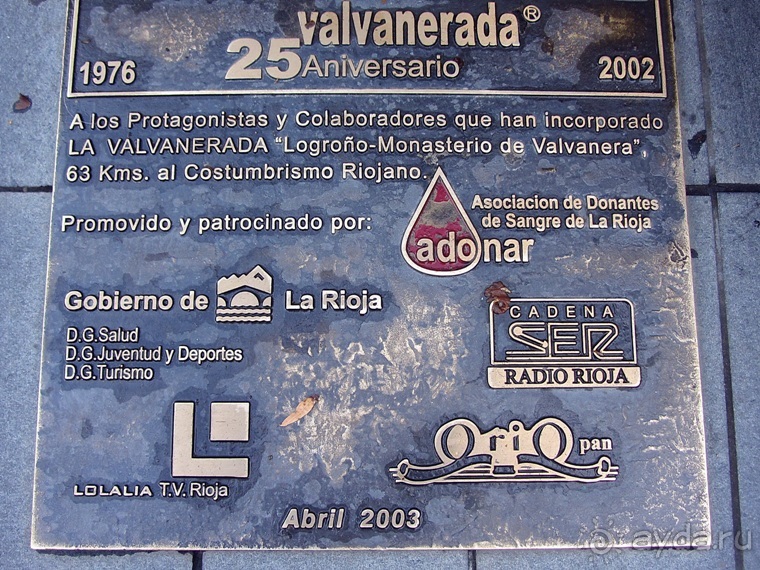 valvanerada®
1976 25 Aniversario 2002
A los Protagonistas y Colaboradores que han incorporado
LA VALVANERADA "Logroño-Monasterio de Valvanera",
63 Kms. al Costumbrismo Riojano.
Promovido y patrocinado por:
Asociacion de Donantes
de Sangre de La Rioja
adonar
Gobierno de La Rioja
D.G.Salud
D.G.Juventud y Deportes
D.G.Turismo
CADENA
SER
RADIO RIOJA
LOLALIA T.V. Rioja
OriO pan
Abril 2003
ayda.ru